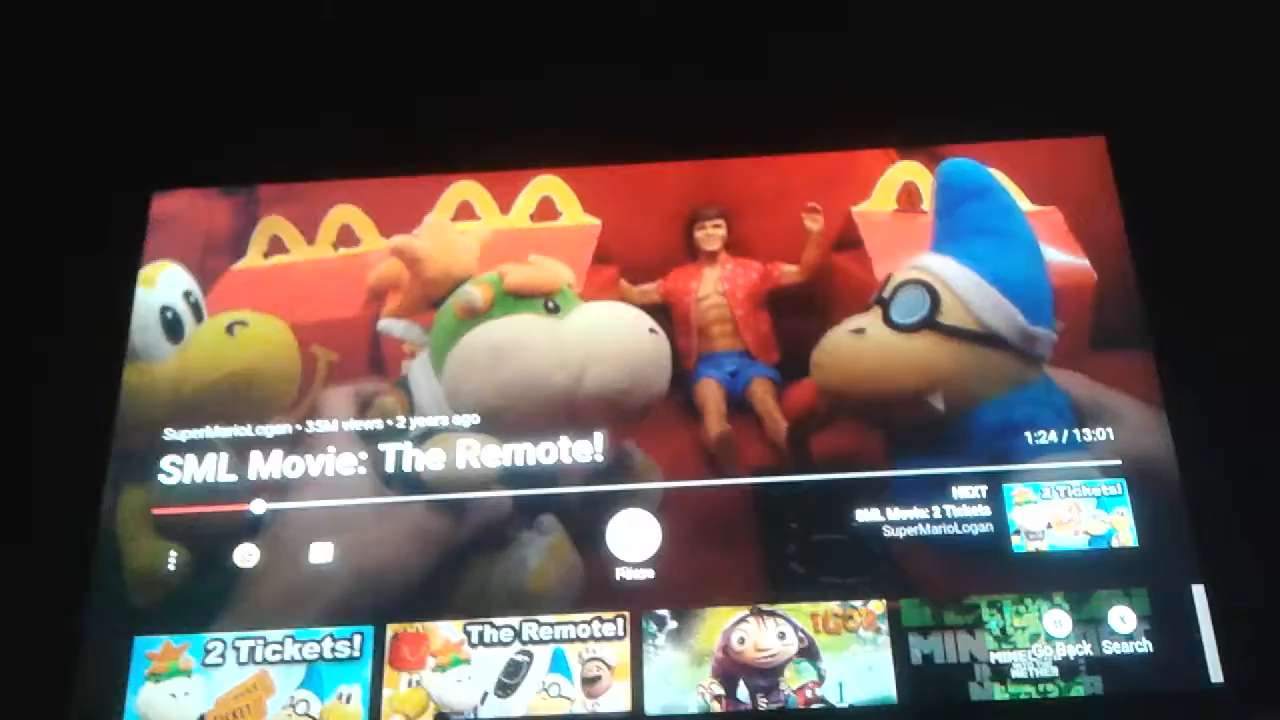 SuperMarioLogan • 33M views • 2 years ago
SML Movie: The Remote!
1:24 / 13:01
NEXT
SML Movie: 2 Tickets
SuperMarioLogan
2 Tickets!
Pause
2 Tickets!
The Remote!
Go Back
Search